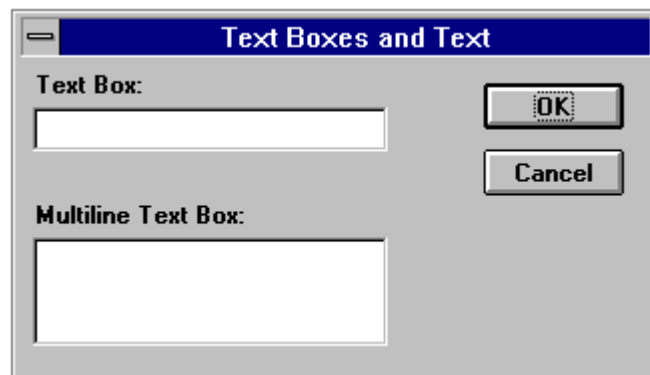 Text Boxes and Text
Text Box:
OK
Cancel
Multiline Text Box: